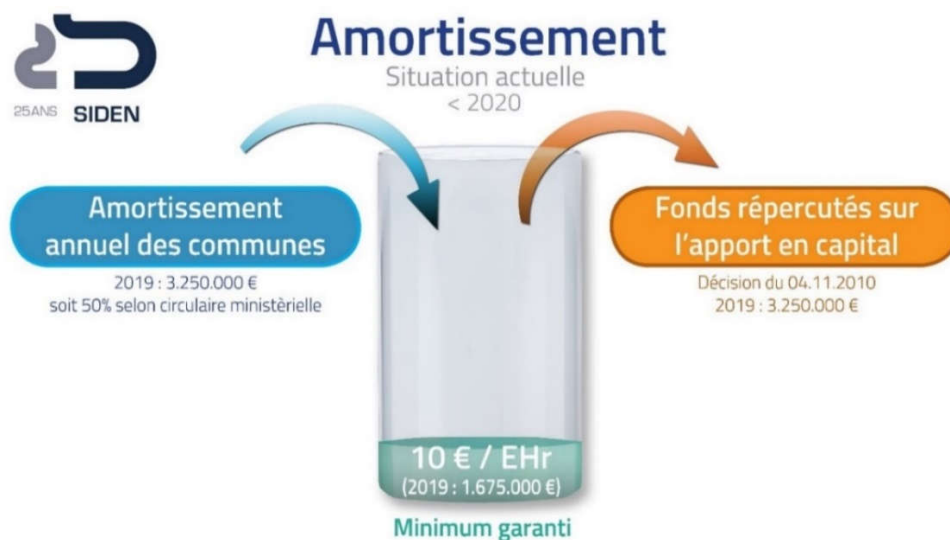 25ANS SIDEN
Amortissement
Situation actuelle
< 2020
Amortissement
annuel des communes
2019 : 3.250.000 €
soit 50% selon circulaire ministèrielle
Fonds répercutés sur
l'apport en capital
Décision du 04.11.2010
2019 : 3.250.000 €
10 € / EHr
(2019 : 1.675.000 €)
Minimum garanti